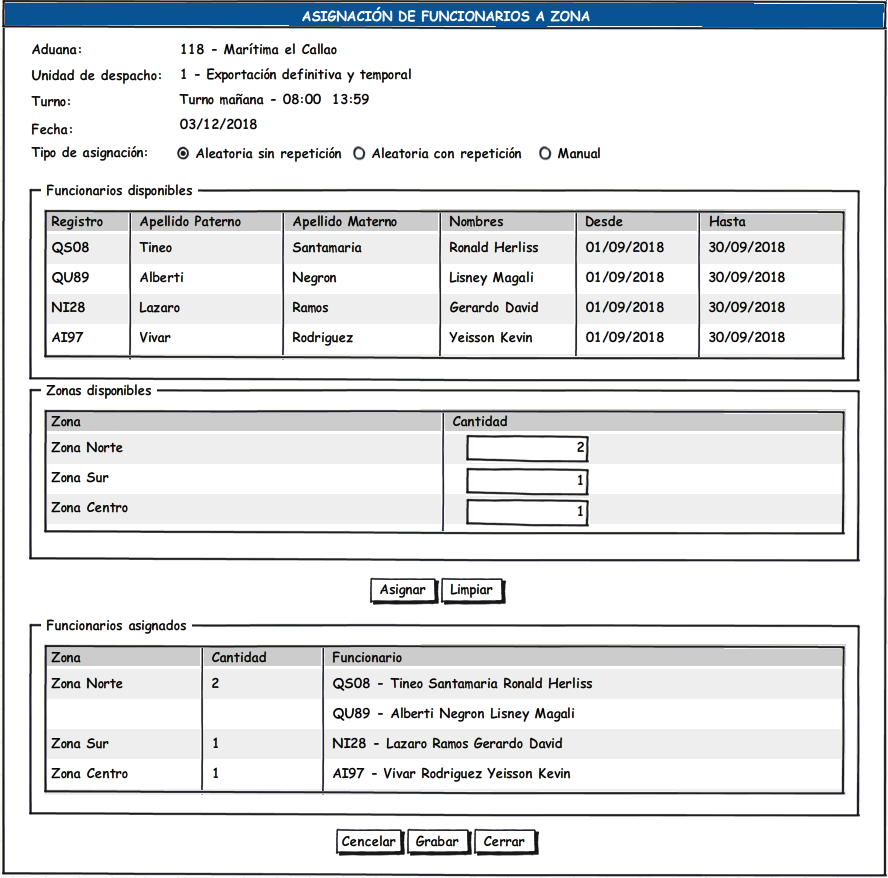 ASIGNACIÓN DE FUNCIONARIOS A ZONA
Aduana: 118 - Marítima el Callao
Unidad de despacho: 1 - Exportación definitiva y temporal
Turno: Turno mañana - 08:00 13:59
Fecha: 03/12/2018
Tipo de asignación: Aleatoria sin repetición Aleatoria con repetición Manual
Funcionarios disponibles
Registro Apellido Paterno Apellido Materno Nombres Desde Hasta
QS08 Tineo Santamaria Ronald Herliss 01/09/2018 30/09/2018
QU89 Alberti Negron Lisney Magali 01/09/2018 30/09/2018
NI28 Lazaro Ramos Gerardo David 01/09/2018 30/09/2018
AI97 Vivar Rodriguez Yeisson Kevin 01/09/2018 30/09/2018
Zonas disponibles
Zona Cantidad
Zona Norte 2
Zona Sur 1
Zona Centro 1
Asignar Limpiar
Funcionarios asignados
Zona Cantidad Funcionario
Zona Norte 2 QS08 - Tineo Santamaria Ronald Herliss
QU89 - Alberti Negron Lisney Magali
Zona Sur 1 NI28 - Lazaro Ramos Gerardo David
Zona Centro 1 AI97 - Vivar Rodriguez Yeisson Kevin
Cencelar Grabar Cerrar